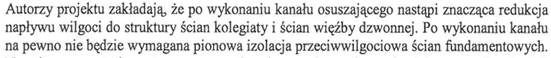 Autorzy projektu zakładają, że po wykonaniu kanału osuszającego nastąpi znacząca redukcja
napływu wilgoci do struktury ścian kolegiaty i ścian więźby dzwonnej. Po wykonaniu kanału
na pewno nie będzie wymagana pionowa izolacja przeciwwilgociowa ścian fundamentowych.